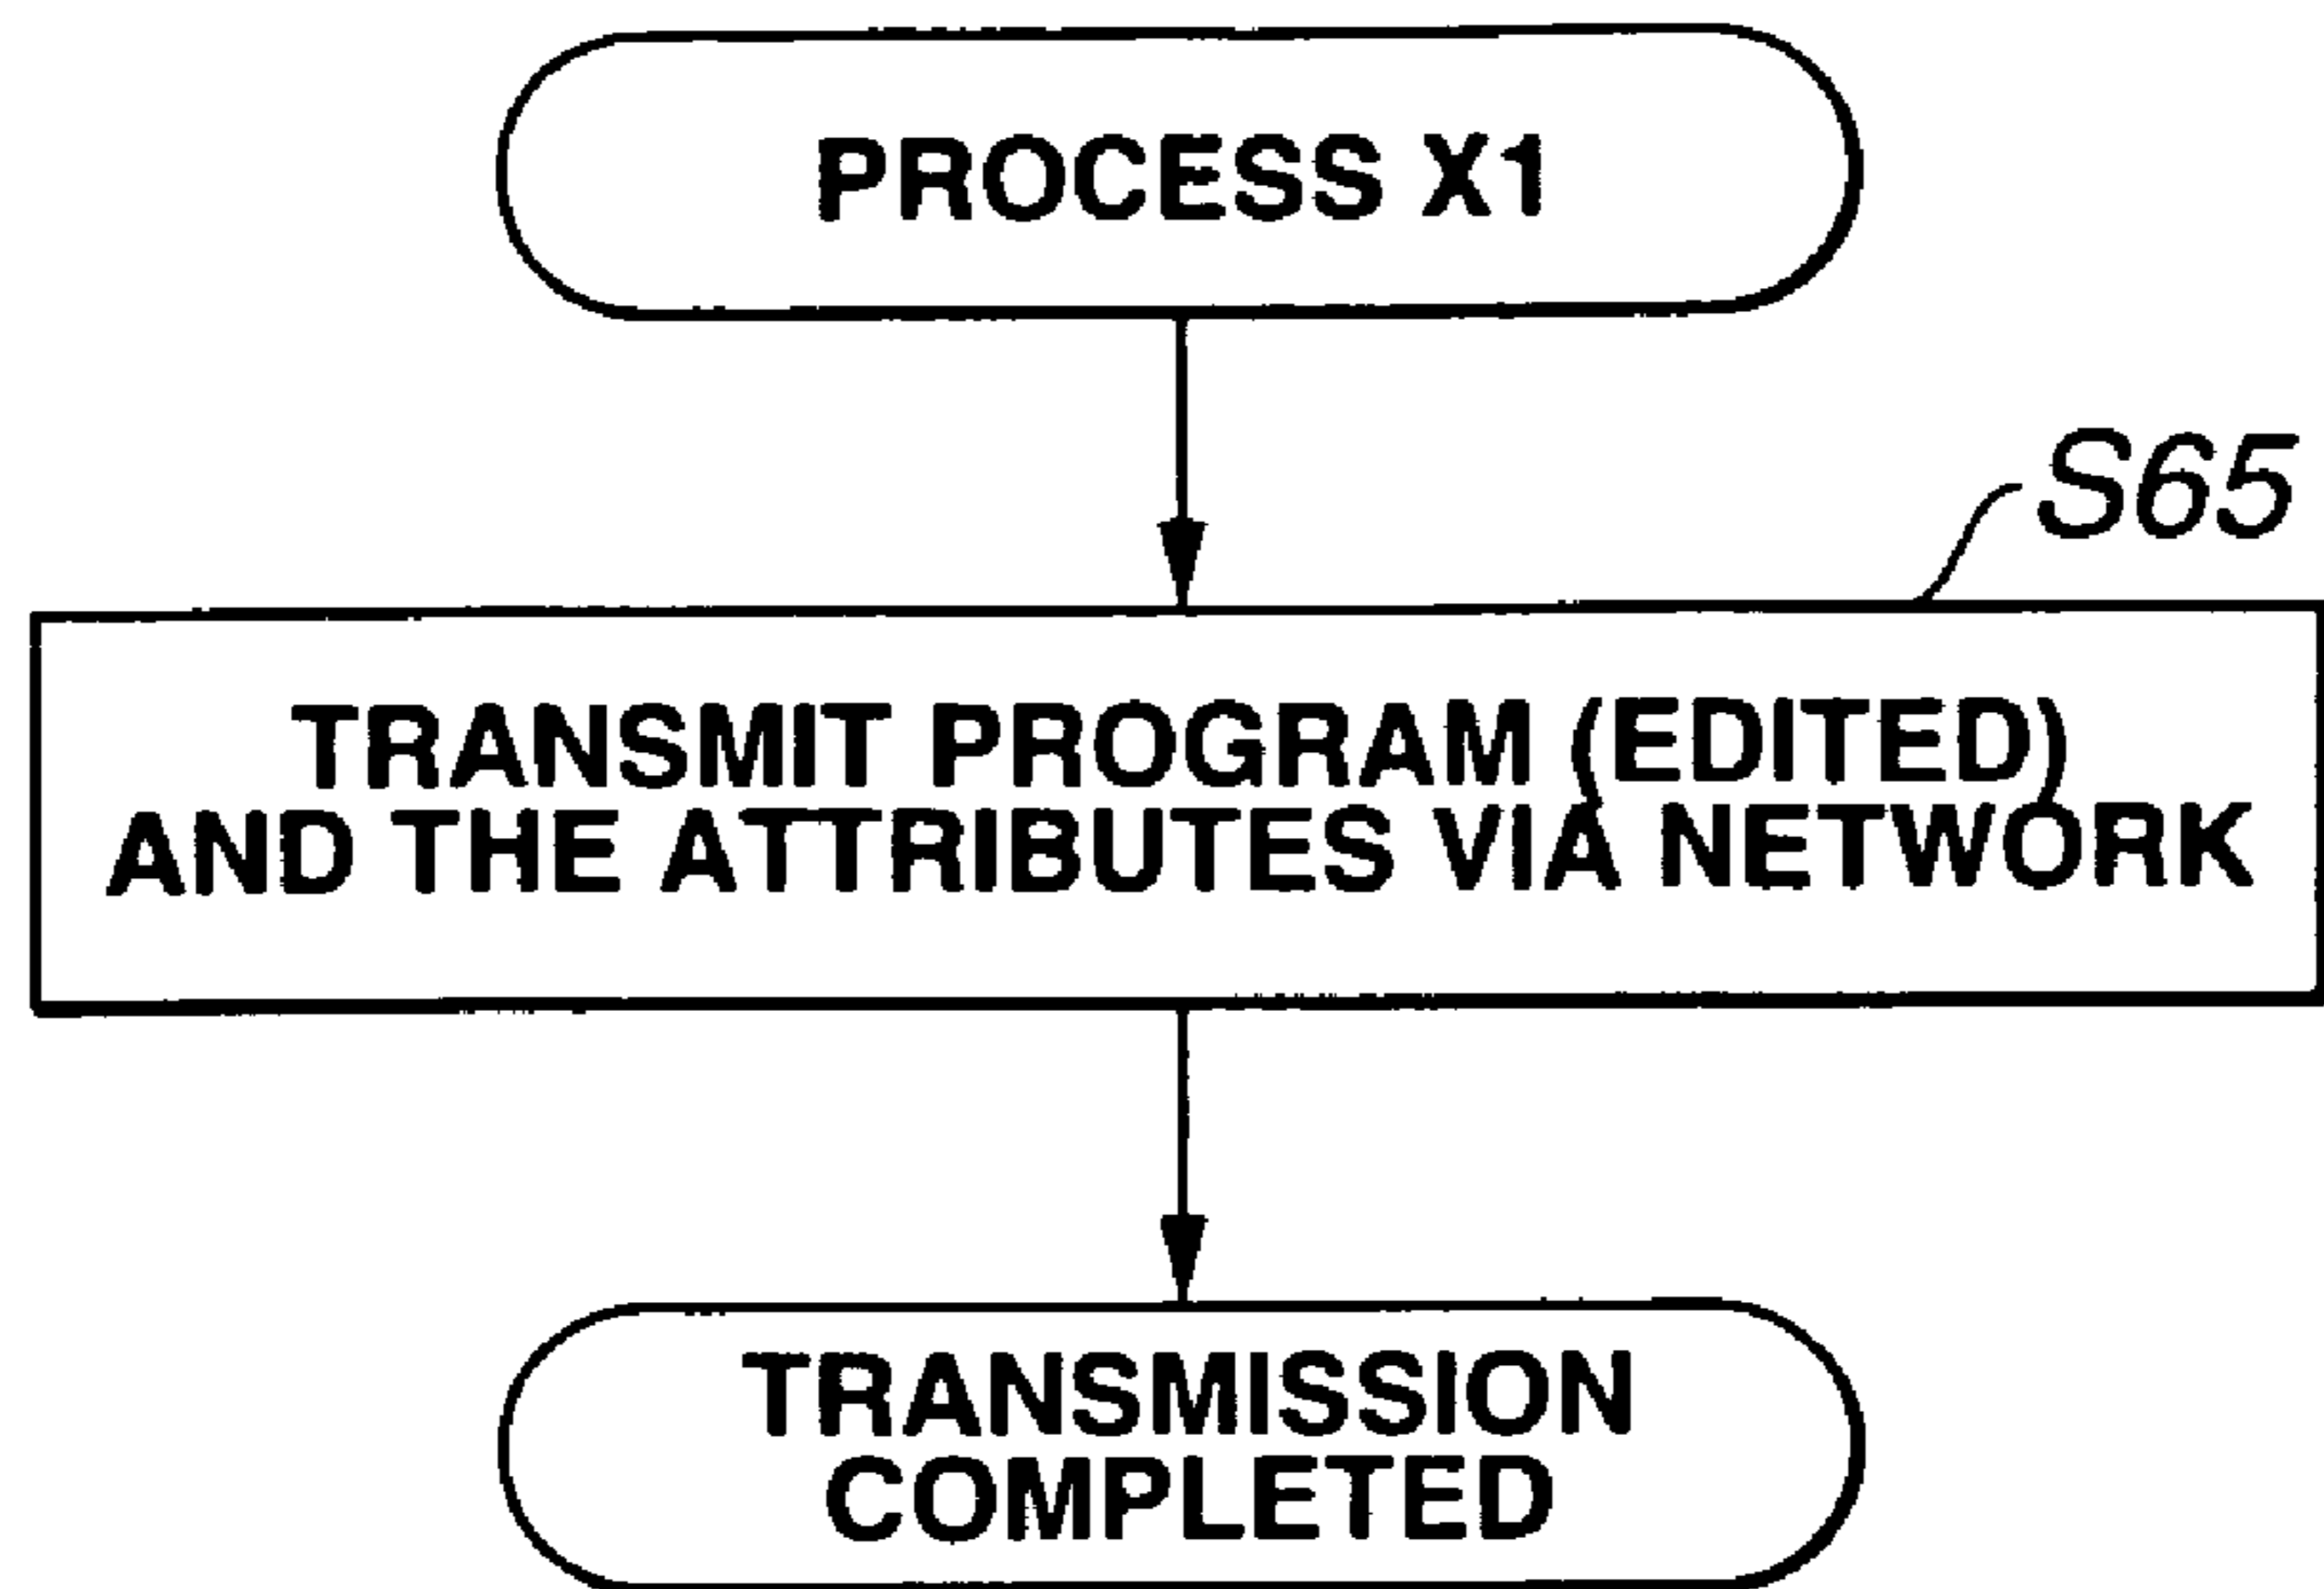 PROCESS X1
S65
TRANSMIT PROGRAM (EDITED)
AND THE ATTRIBUTES VIA NETWORK
TRANSMISSION
COMPLETED